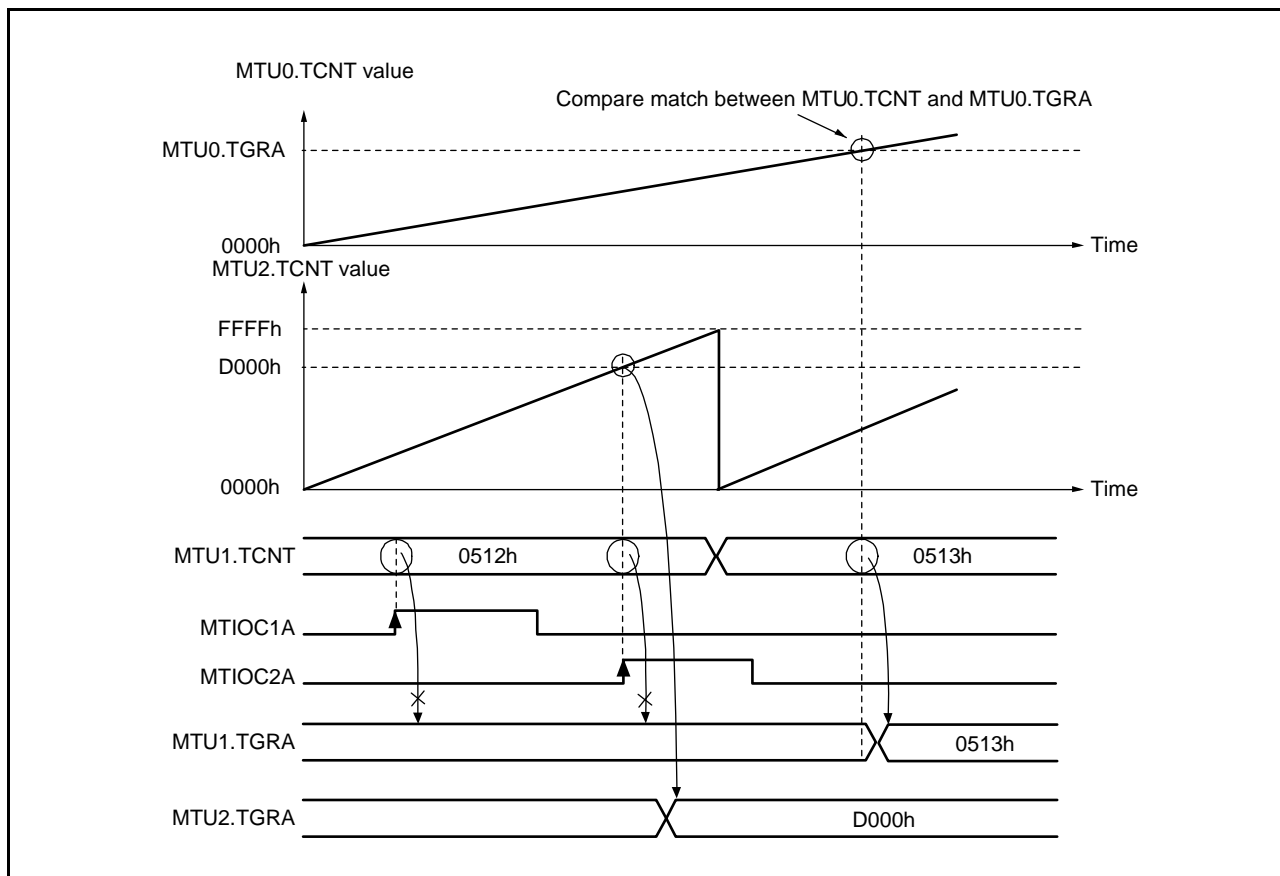 MTU0.TCNT value
Compare match between MTU0.TCNT and MTU0.TGRA
MTU0.TGRA
0000h
Time
MTU2.TCNT value
FFFFh
D000h
0000h
Time
MTU1.TCNT
0512h
0513h
MTIOC1A
MTIOC2A
MTU1.TGRA
0513h
MTU2.TGRA
D000h